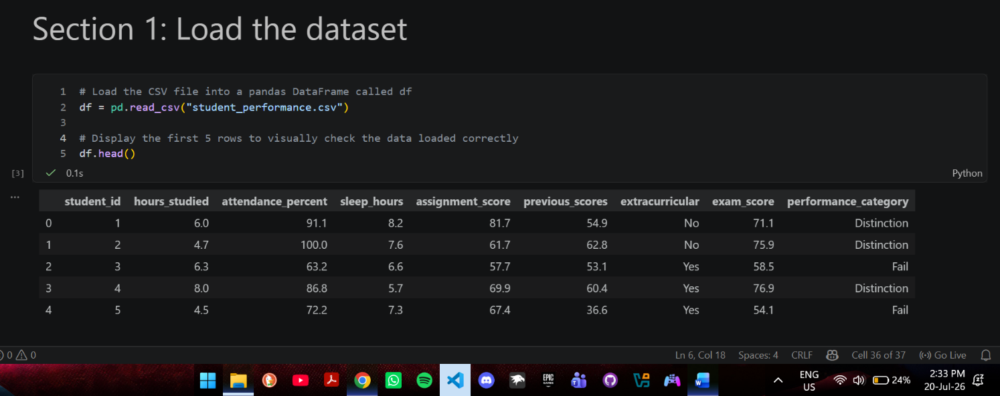 Section 1: Load the dataset
1 # Load the CSV file into a pandas DataFrame called df
2 df = pd.read_csv("student_performance.csv")
3
4 # Display the first 5 rows to visually check the data loaded correctly
5 df.head()
[3] 0.1s Python
... student_id hours_studied attendance_percent sleep_hours assignment_score previous_scores extracurricular exam_score performance_category
0 1 6.0 91.1 8.2 81.7 54.9 No 71.1 Distinction
1 2 4.7 100.0 7.6 61.7 62.8 No 75.9 Distinction
2 3 6.3 63.2 6.6 57.7 53.1 Yes 58.5 Fail
3 4 8.0 86.8 5.7 69.9 60.4 Yes 76.9 Distinction
4 5 4.5 72.2 7.3 67.4 36.6 Yes 54.1 Fail
0 0 Ln 6, Col 18 Spaces: 4 CRLF Cell 36 of 37 Go Live
EPIC GAMES ENG 24% 2:33 PM
US 20-Jul-26